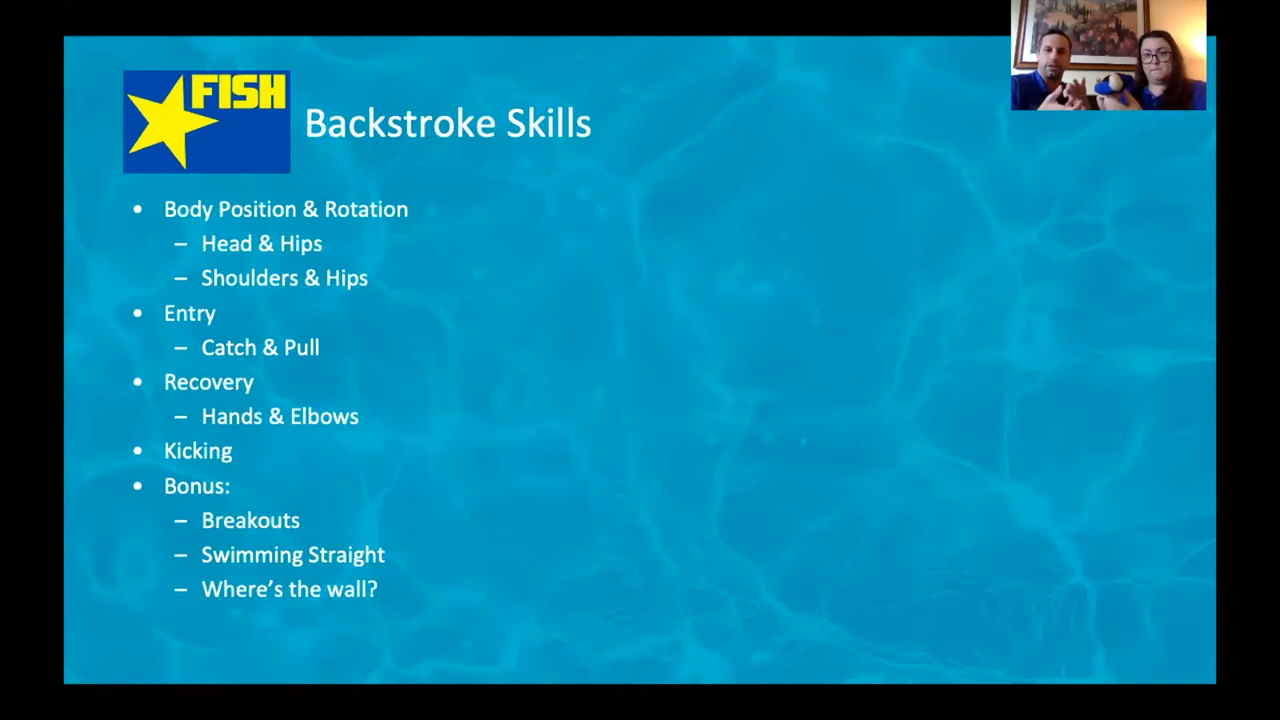 FISH
Backstroke Skills
• Body Position & Rotation
– Head & Hips
– Shoulders & Hips
• Entry
– Catch & Pull
• Recovery
– Hands & Elbows
• Kicking
• Bonus:
– Breakouts
– Swimming Straight
– Where’s the wall?